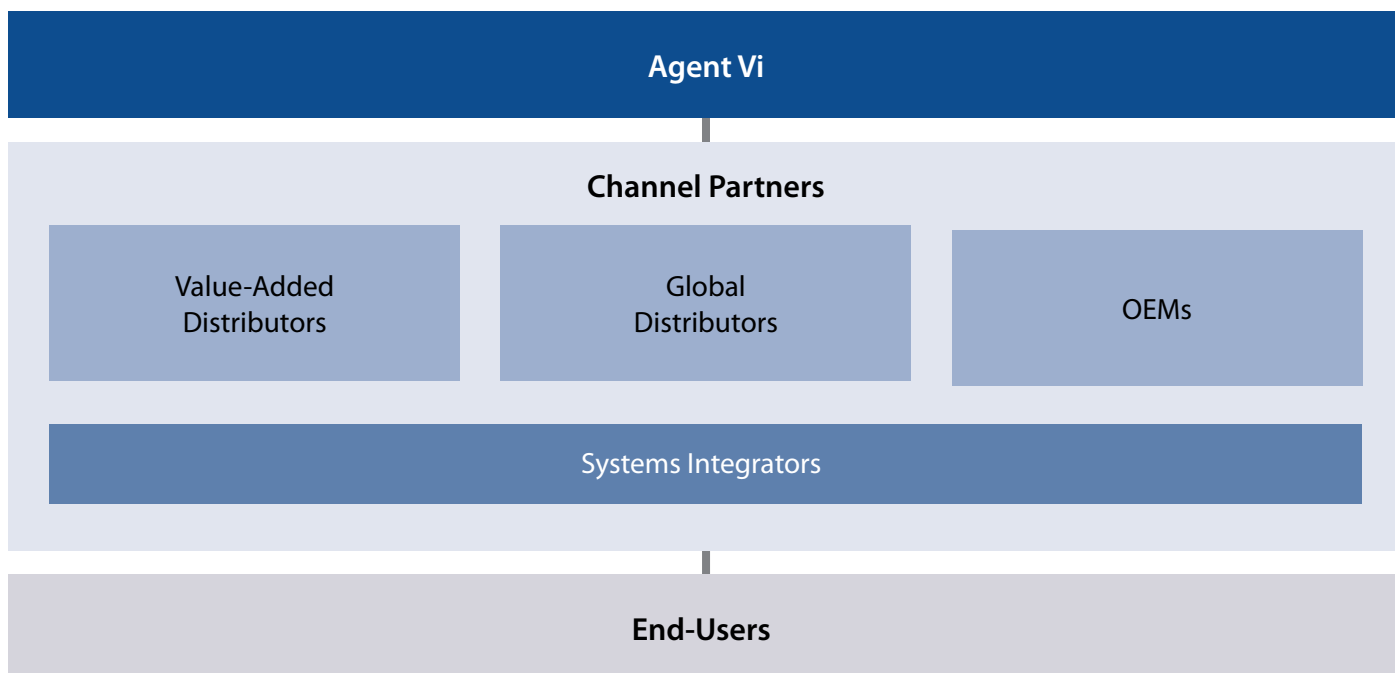 Agent Vi
Channel Partners
Value-Added
Distributors
Global
Distributors
OEMs
Systems Integrators
End-Users